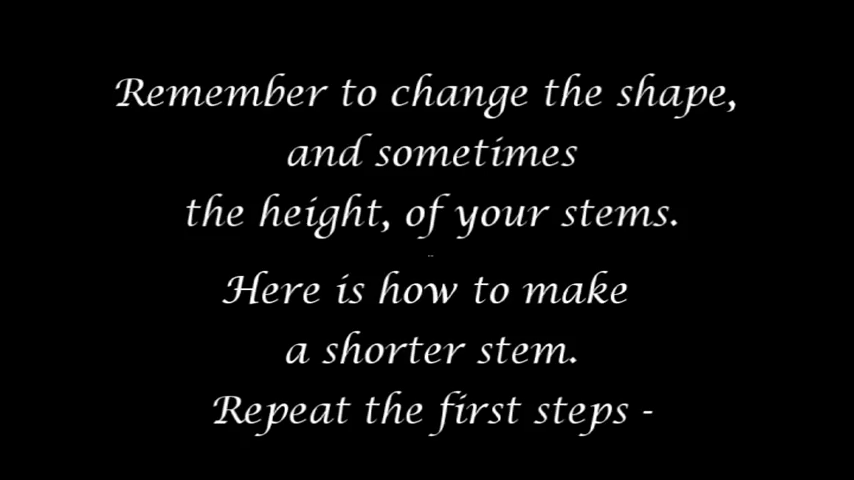 Remember to change the shape,
and sometimes
the height, of your stems.
..
Here is how to make
a shorter stem.
Repeat the first steps -